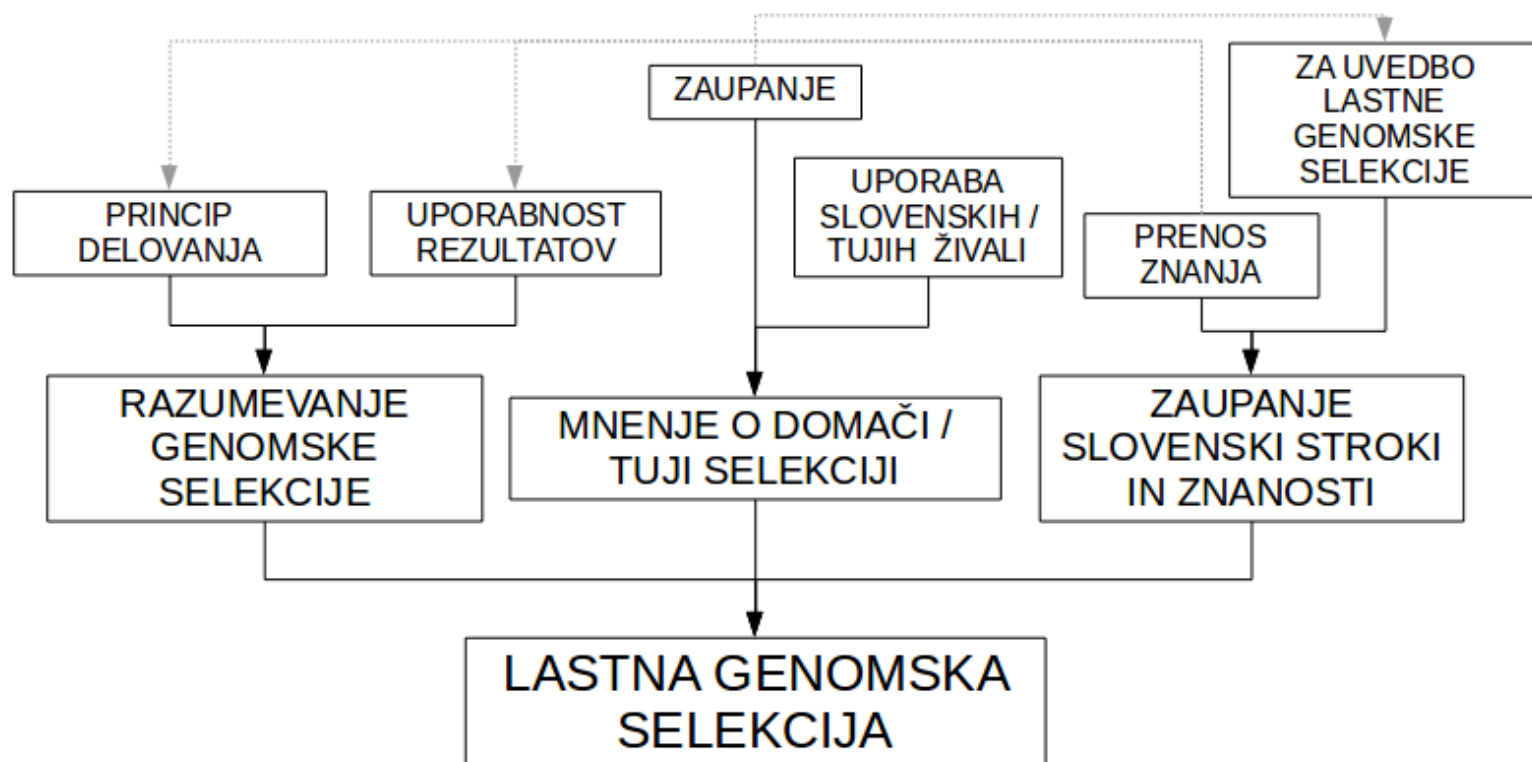 ZAUPANJE
ZA UVEDBO
LASTNE
GENOMSKE
SELEKCIJE
PRINCIP
DELOVANJA
UPORABNOST
REZULTATOV
UPORABA
SLOVENSKIH /
TUJIH ŽIVALI
PRENOS
ZNANJA
RAZUMEVANJE
GENOMSKE
SELEKCIJE
MNENJE O DOMAČI /
TUJI SELEKCIJI
ZAUPANJE
SLOVENSKI STROKI
IN ZNANOSTI
LASTNA GENOMSKA
SELEKCIJA